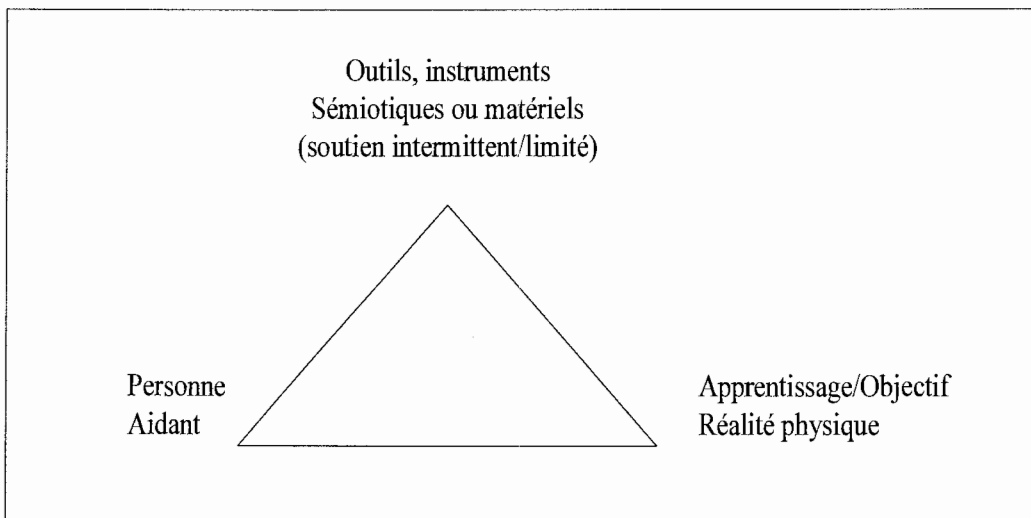 Outils, instruments
Sémiotiques ou matériels
(soutien intermittent/limité)
Personne
Aidant
Apprentissage/Objectif
Réalité physique